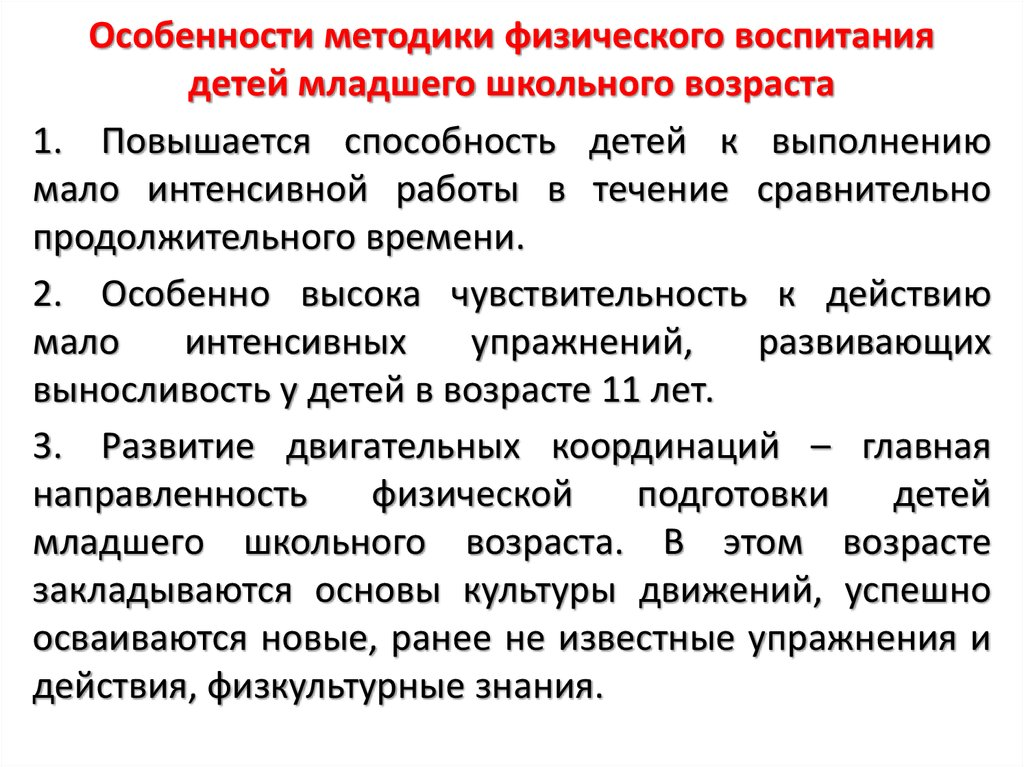 Особенности методики физического воспитания
детей младшего школьного возраста
1. Повышается способность детей к выполнению
мало интенсивной работы в течение сравнительно
продолжительного времени.
2. Особенно высока чувствительность к действию
мало интенсивных упражнений, развивающих
выносливость у детей в возрасте 11 лет.
3. Развитие двигательных координаций – главная
направленность физической подготовки детей
младшего школьного возраста. В этом возрасте
закладываются основы культуры движений, успешно
осваиваются новые, ранее не известные упражнения и
действия, физкультурные знания.